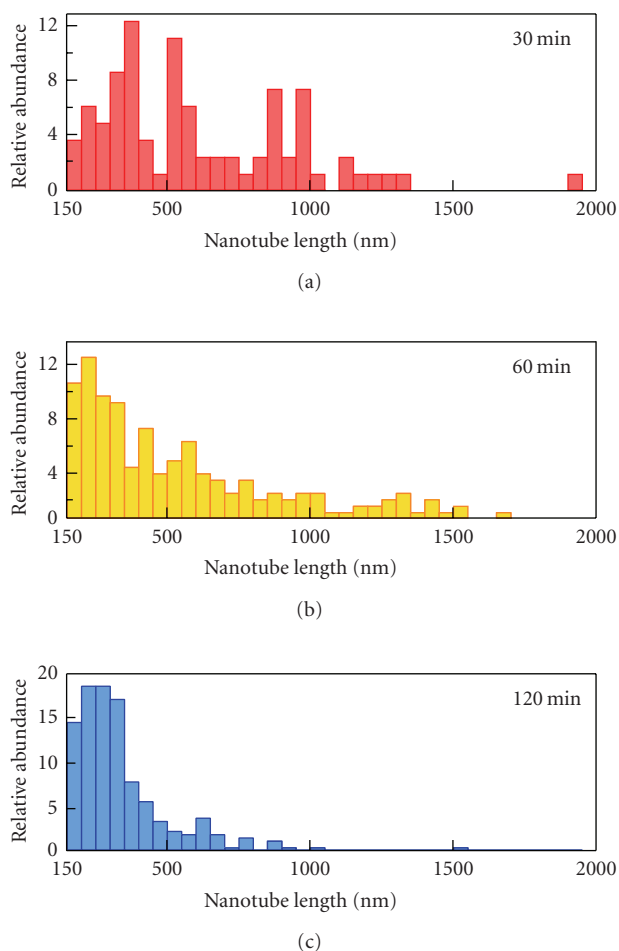 30 min
12
8
4
0
Relative abundance
150 500 1000 1500 2000
Nanotube length (nm)
(a)
60 min
12
8
4
0
Relative abundance
150 500 1000 1500 2000
Nanotube length (nm)
(b)
120 min
20
15
10
5
0
Relative abundance
150 500 1000 1500 2000
Nanotube length (nm)
(c)